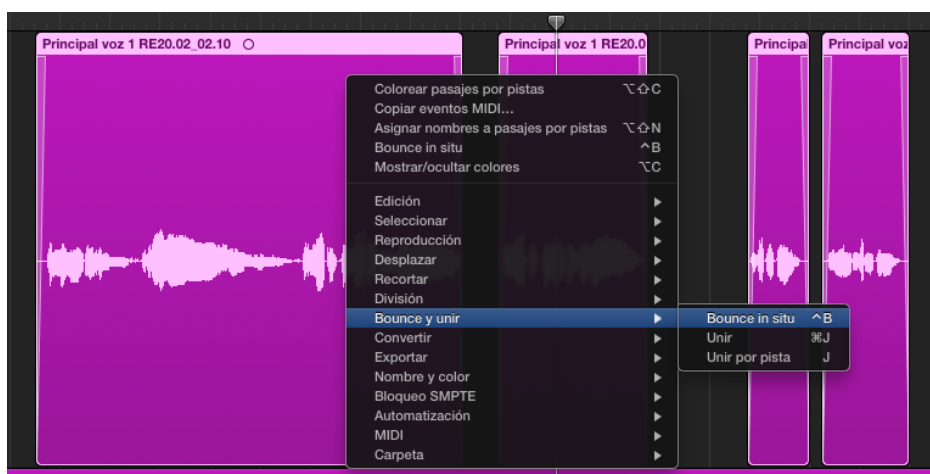 Principal voz 1 RE20.02_02.10
Principal voz 1 RE20.0
Principal
Principal voz
Colorear pasajes por pistas ⌥⇧C
Copiar eventos MIDI...
Asignar nombres a pasajes por pistas ⌥⇧N
Bounce in situ ^B
Mostrar/ocultar colores ⌥C
Edición
Seleccionar
Reproducción
Desplazar
Recortar
División
Bounce y unir
Bounce in situ ^B
Convertir
Unir ⌘J
Exportar
Unir por pista J
Nombre y color
Bloqueo SMPTE
Automatización
MIDI
Carpeta